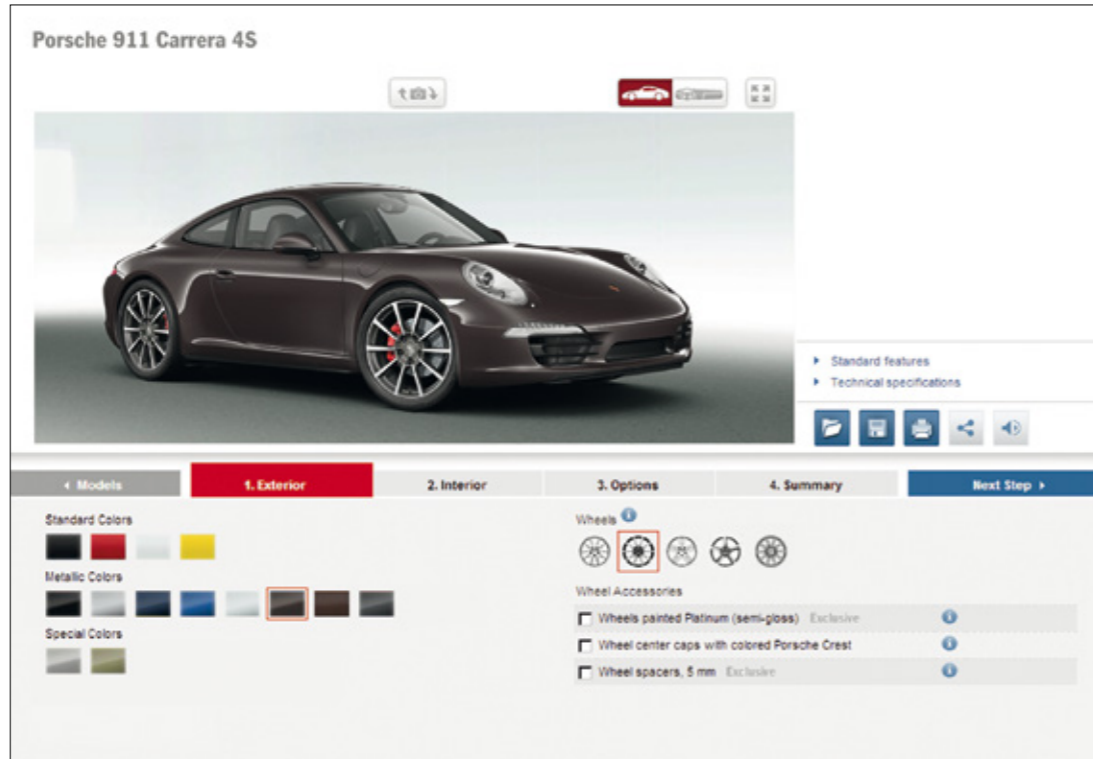 Porsche 911 Carrera 4S
Standard features
Technical specifications
Models
1. Exterior
2. Interior
3. Options
4. Summary
Next Step
Standard Colors
Metallic Colors
Special Colors
Wheels
Wheel Accessories
Wheels painted Platinum (semi-gloss) Exclusive
Wheel center caps with colored Porsche Crest
Wheel spacers, 5 mm Exclusive